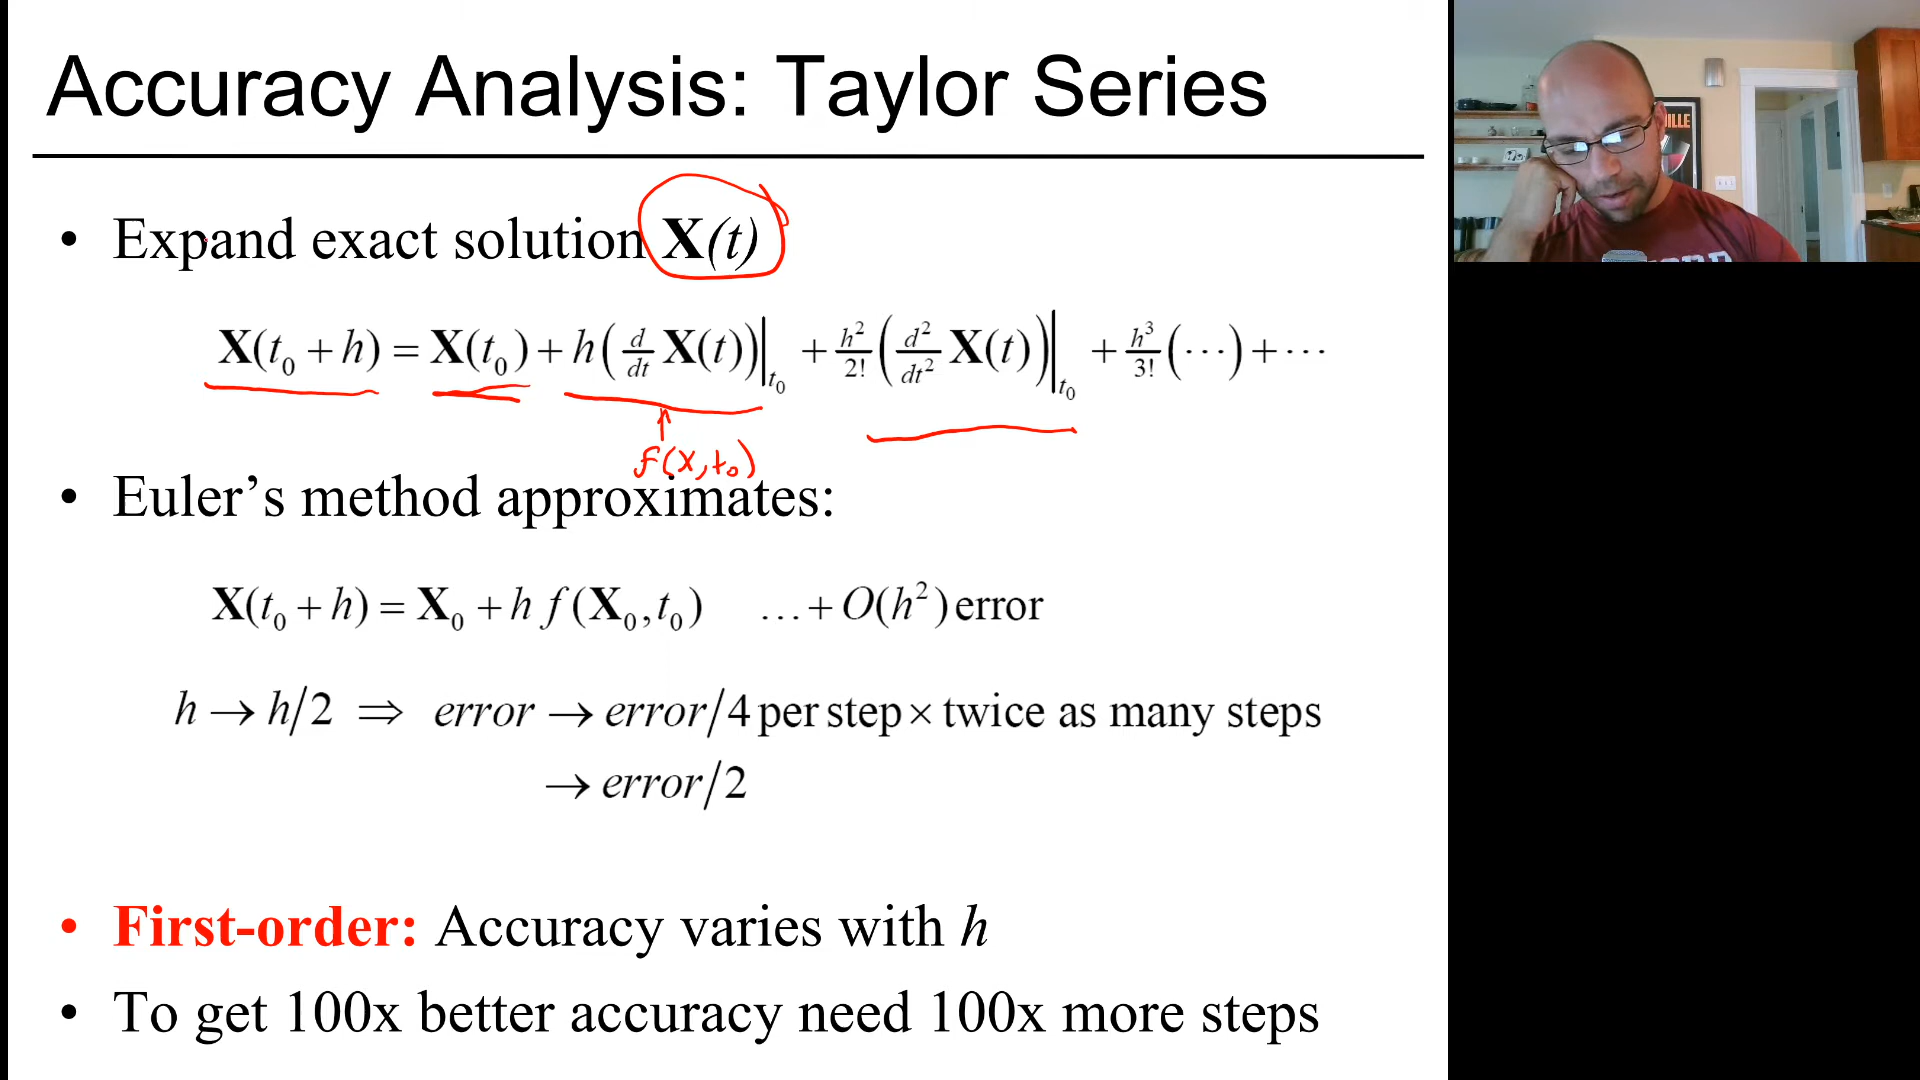 Accuracy Analysis: Taylor Series
• Expand exact solution X(t)
X(t₀ + h) = X(t₀) + h(d/dt X(t))|t₀ + h²/2!(d²/dt² X(t))|t₀ + h³/3!(⋯) + ⋯
f(x,t₀)
• Euler’s method approximates:
X(t₀ + h) = X₀ + h f(X₀,t₀) … + O(h²) error
h → h/2 ⇒ error → error/4 per step × twice as many steps
→ error/2
• First-order: Accuracy varies with h
• To get 100x better accuracy need 100x more steps